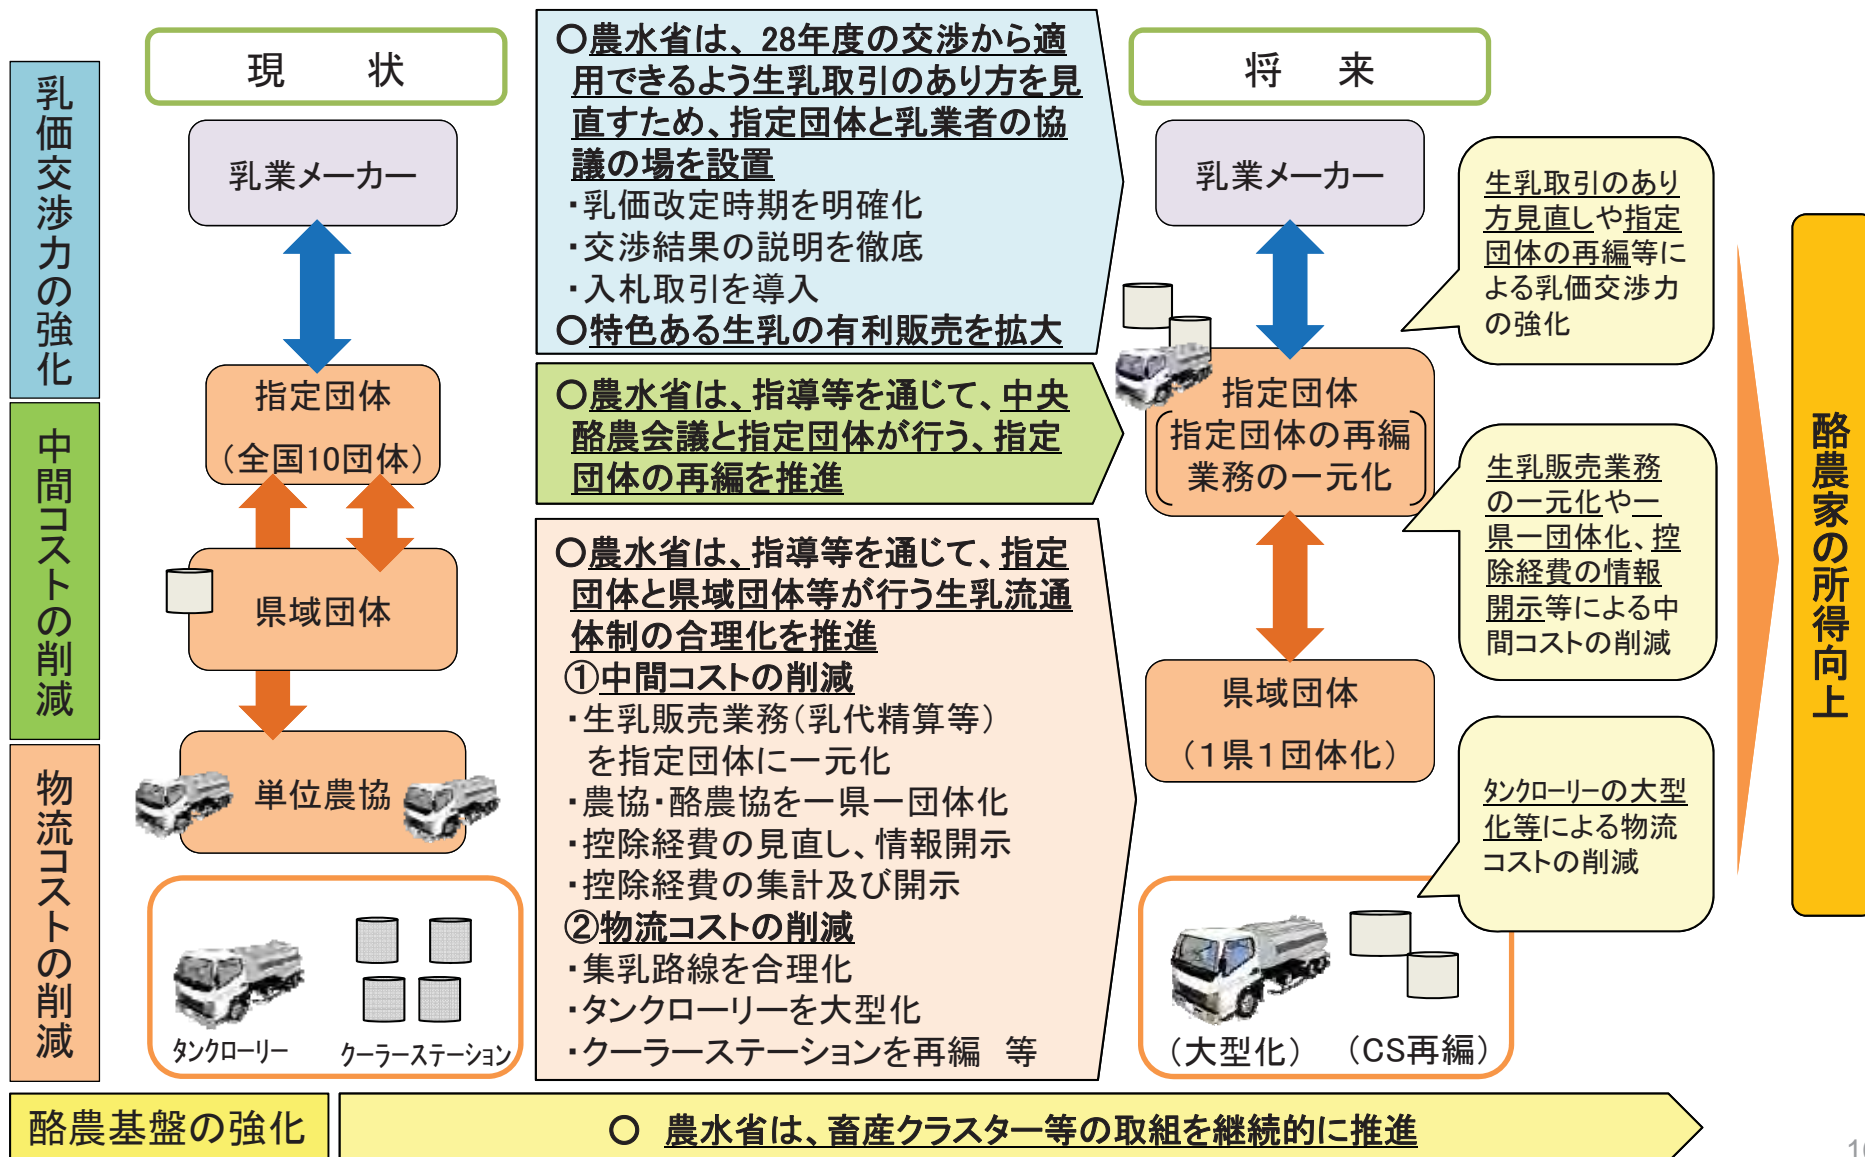 現　状
乳価交渉力の強化
中間コストの削減
物流コストの削減
乳業メーカー
指定団体
（全国10団体）
県域団体
単位農協
タンクローリー
クーラーステーション
〇農水省は、28年度の交渉から適
用できるよう生乳取引のあり方を見
直すため、指定団体と乳業者の協
議の場を設置
・乳価改定時期を明確化
・交渉結果の説明を徹底
・入札取引を導入
〇特色ある生乳の有利販売を拡大
〇農水省は、指導等を通じて、中央
酪農会議と指定団体が行う、指定
団体の再編を推進
〇農水省は、指導等を通じて、指定
団体と県域団体等が行う生乳流通
体制の合理化を推進
①中間コストの削減
・生乳販売業務（乳代精算等）
を指定団体に一元化
・農協・酪農協を一県一団体化
・控除経費の見直し、情報開示
・控除経費の集計及び開示
②物流コストの削減
・集乳路線を合理化
・タンクローリーを大型化
・クーラーステーションを再編　等
将　来
乳業メーカー
指定団体
指定団体の再編
業務の一元化
県域団体
（１県１団体化）
（大型化）
（CS再編）
生乳取引のあり
方見直しや指定
団体の再編等に
よる乳価交渉力
の強化
生乳販売業務
の一元化や一
県一団体化、控
除経費の情報
開示等による中
間コストの削減
タンクローリーの大型
化等による物流
コストの削減
酪農家の所得向上
酪農基盤の強化
〇　農水省は、畜産クラスター等の取組を継続的に推進